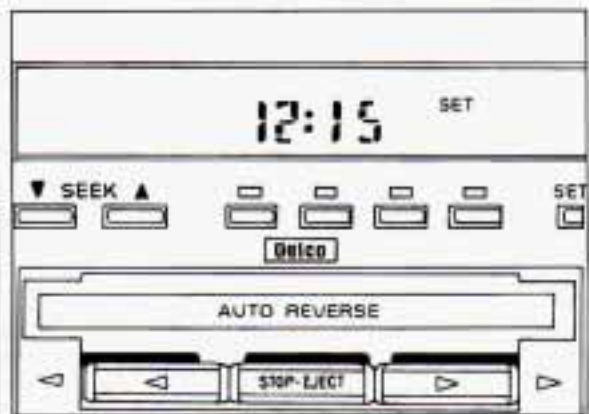 12:15 SET
▼ SEEK ▲ SET
Delco
AUTO REVERSE
STOP-EJECT